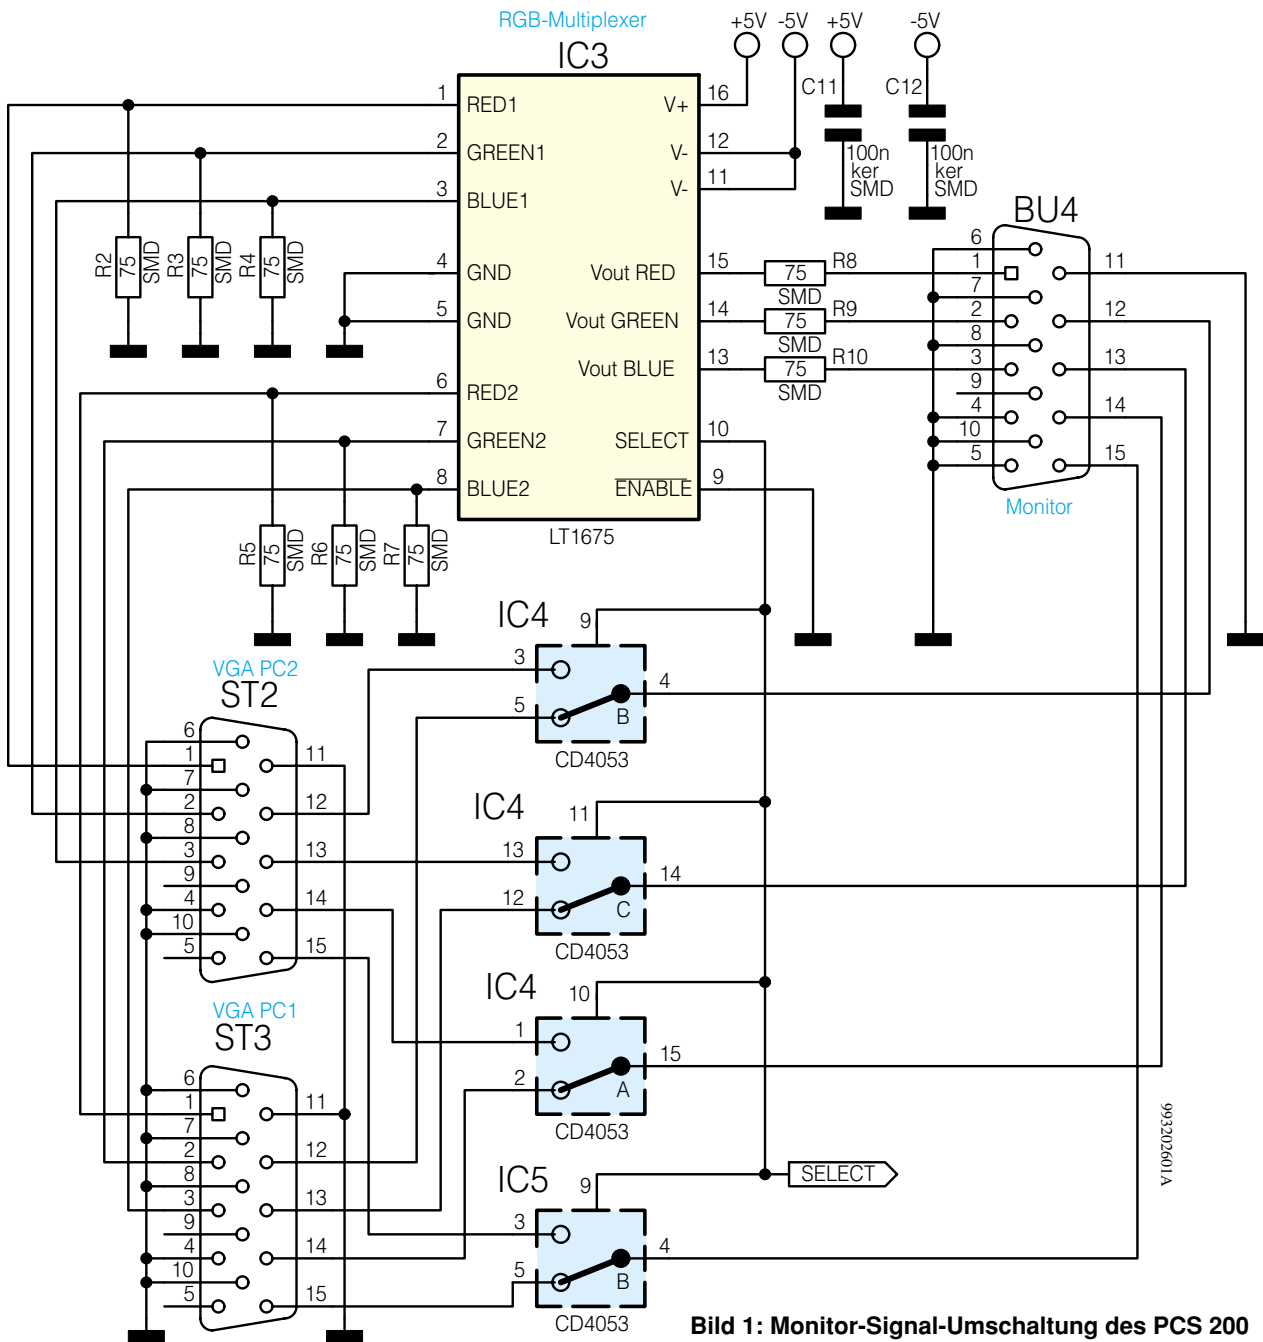 RGB-Multiplexer
IC3
+5V
-5V
+5V
-5V
C11
C12
100n
ker
SMD
100n
ker
SMD
1
RED1
2
GREEN1
3
BLUE1
4
GND
5
GND
6
RED2
7
GREEN2
8
BLUE2
V+
16
V-
12
V-
11
Vout RED
15
Vout GREEN
14
Vout BLUE
13
SELECT
10
ENABLE
9
LT1675
R2
75
SMD
R3
75
SMD
R4
75
SMD
R5
75
SMD
R6
75
SMD
R7
75
SMD
75
R8
SMD
75
R9
SMD
75
R10
SMD
BU4
6
1
7
2
8
3
9
4
10
5
11
12
13
14
15
Monitor
VGA PC2
ST2
6
1
7
2
8
3
9
4
10
5
11
12
13
14
15
VGA PC1
ST3
6
1
7
2
8
3
9
4
10
5
11
12
13
14
15
IC4
9
3
5
4
B
CD4053
IC4
11
13
12
14
C
CD4053
IC4
10
1
2
15
A
CD4053
IC5
9
3
5
4
B
CD4053
SELECT
993202601A
Bild 1: Monitor-Signal-Umschaltung des PCS 200